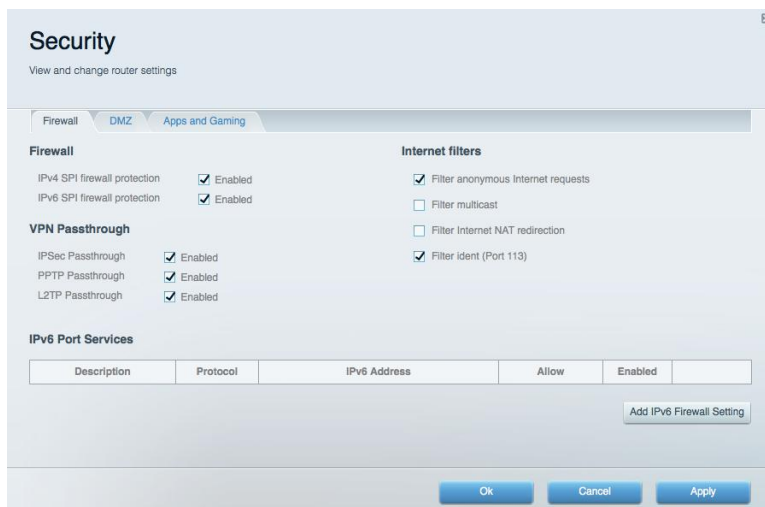 Security
View and change router settings
Firewall DMZ Apps and Gaming
Firewall
IPv4 SPI firewall protection Enabled
IPv6 SPI firewall protection Enabled
VPN Passthrough
IPSec Passthrough Enabled
PPTP Passthrough Enabled
L2TP Passthrough Enabled
Internet filters
Filter anonymous Internet requests
Filter multicast
Filter Internet NAT redirection
Filter ident (Port 113)
IPv6 Port Services
Description Protocol IPv6 Address Allow Enabled
Add IPv6 Firewall Setting
Ok Cancel Apply